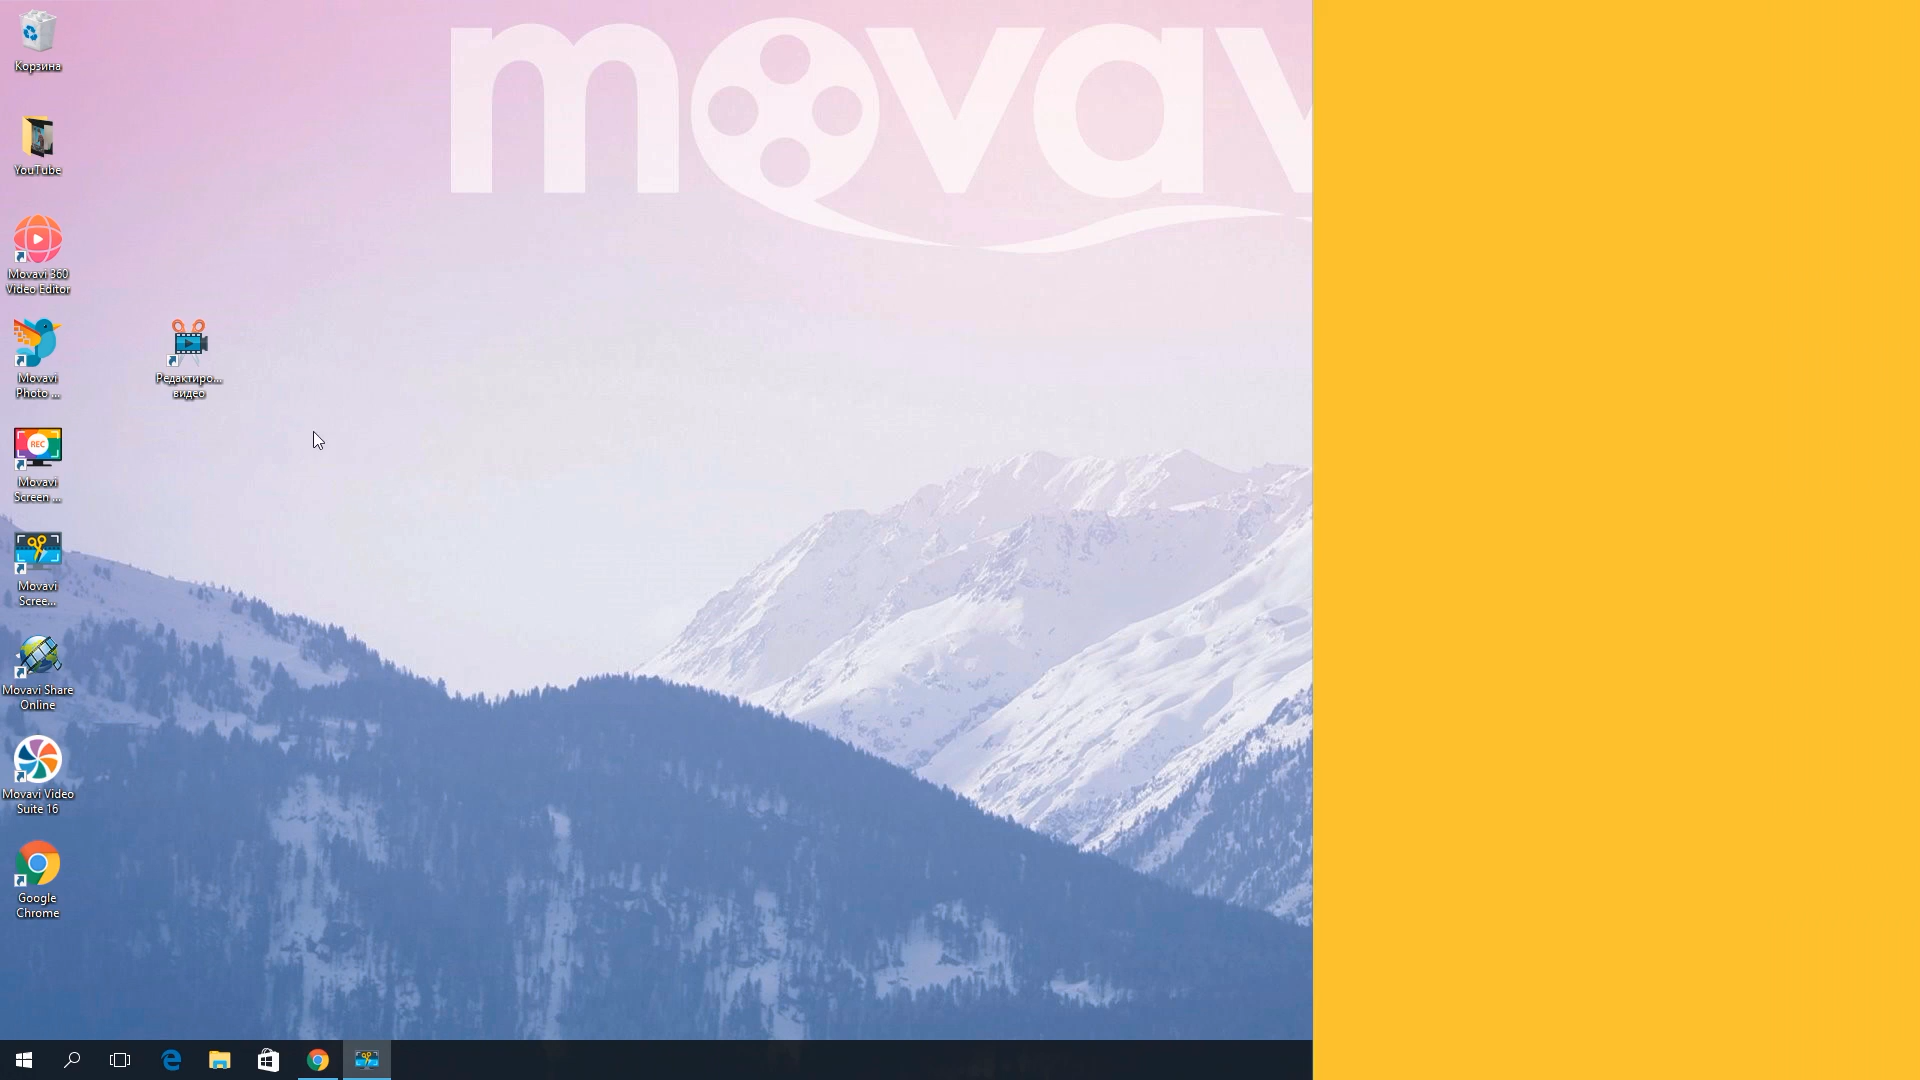 movav
Корзина
YouTube
Movavi 360
Video Editor
Movavi
Photo ...
Редактиро...
видео
REC
Movavi
Screen ...
Movavi
Scree...
Movavi Share
Online
Movavi Video
Suite 16
Google
Chrome